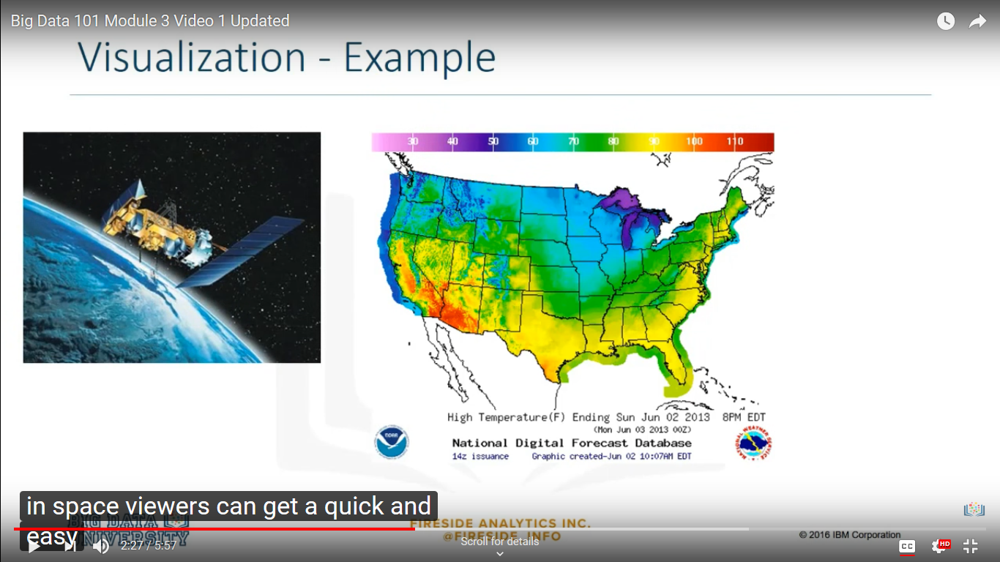 Big Data 101 Module 3 Video 1 Updated
Visualization - Example
30 40 50 60 70 80 90 100 110
High Temperature(F) Ending Sun Jun 02 2013 8PM EDT
(Mon Jun 03 2013 00Z)
National Digital Forecast Database
14z issuance Graphic created-Jun 02 10:07AM EDT
NOAA
NATIONAL WEATHER SERVICE
in space viewers can get a quick and
easy
BIG DATA
UNIVERSITY
FIRESIDE ANALYTICS INC.
@FIRESIDE_INFO
© 2016 IBM Corporation
2:27 / 5:57
Scroll for details
CC
HD